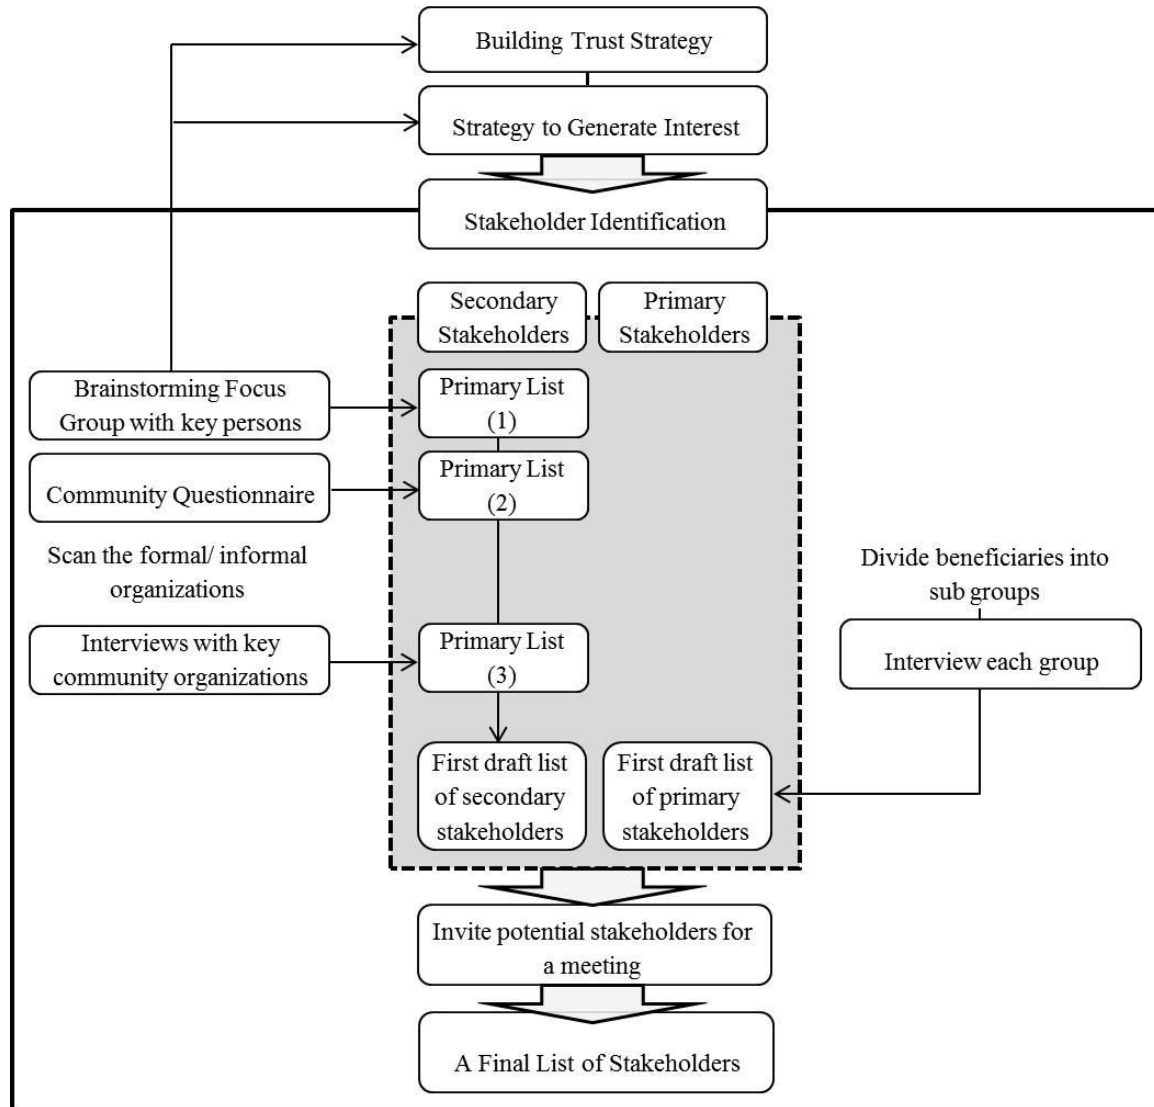 Building Trust Strategy
Strategy to Generate Interest
Stakeholder Identification
Secondary
Stakeholders
Primary
Stakeholders
Brainstorming Focus
Group with key persons
Primary List
(1)
Community Questionnaire
Primary List
(2)
Scan the formal/ informal
organizations
Divide beneficiaries into
sub groups
Interviews with key
community organizations
Primary List
(3)
Interview each group
First draft list
of secondary
stakeholders
First draft list
of primary
stakeholders
Invite potential stakeholders for
a meeting
A Final List of Stakeholders